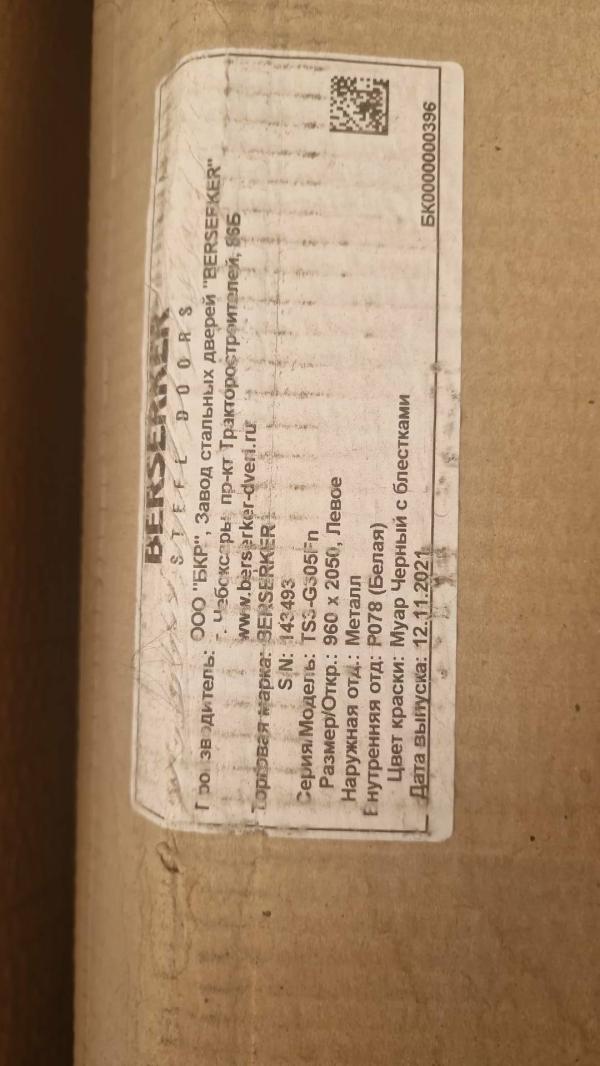 BERSERKER
STEEL DOORS
Производитель: ООО "БКР", Завод стальных дверей "BERSERKER"
г. Чебоксары, пр-кт Тракторостроителей, 86Б
www.berserker-dveri.ru
Торговая марка: BERSERKER
S\N: 143493
Серия/Модель: TS3-G305Fn
Размер/Откр.: 960 x 2050, Левое
Наружная отд.: Металл
Внутренняя отд: P078 (Белая)
Цвет краски: Муар Черный с блестками
Дата выпуска: 12.11.2021
БК0000000396